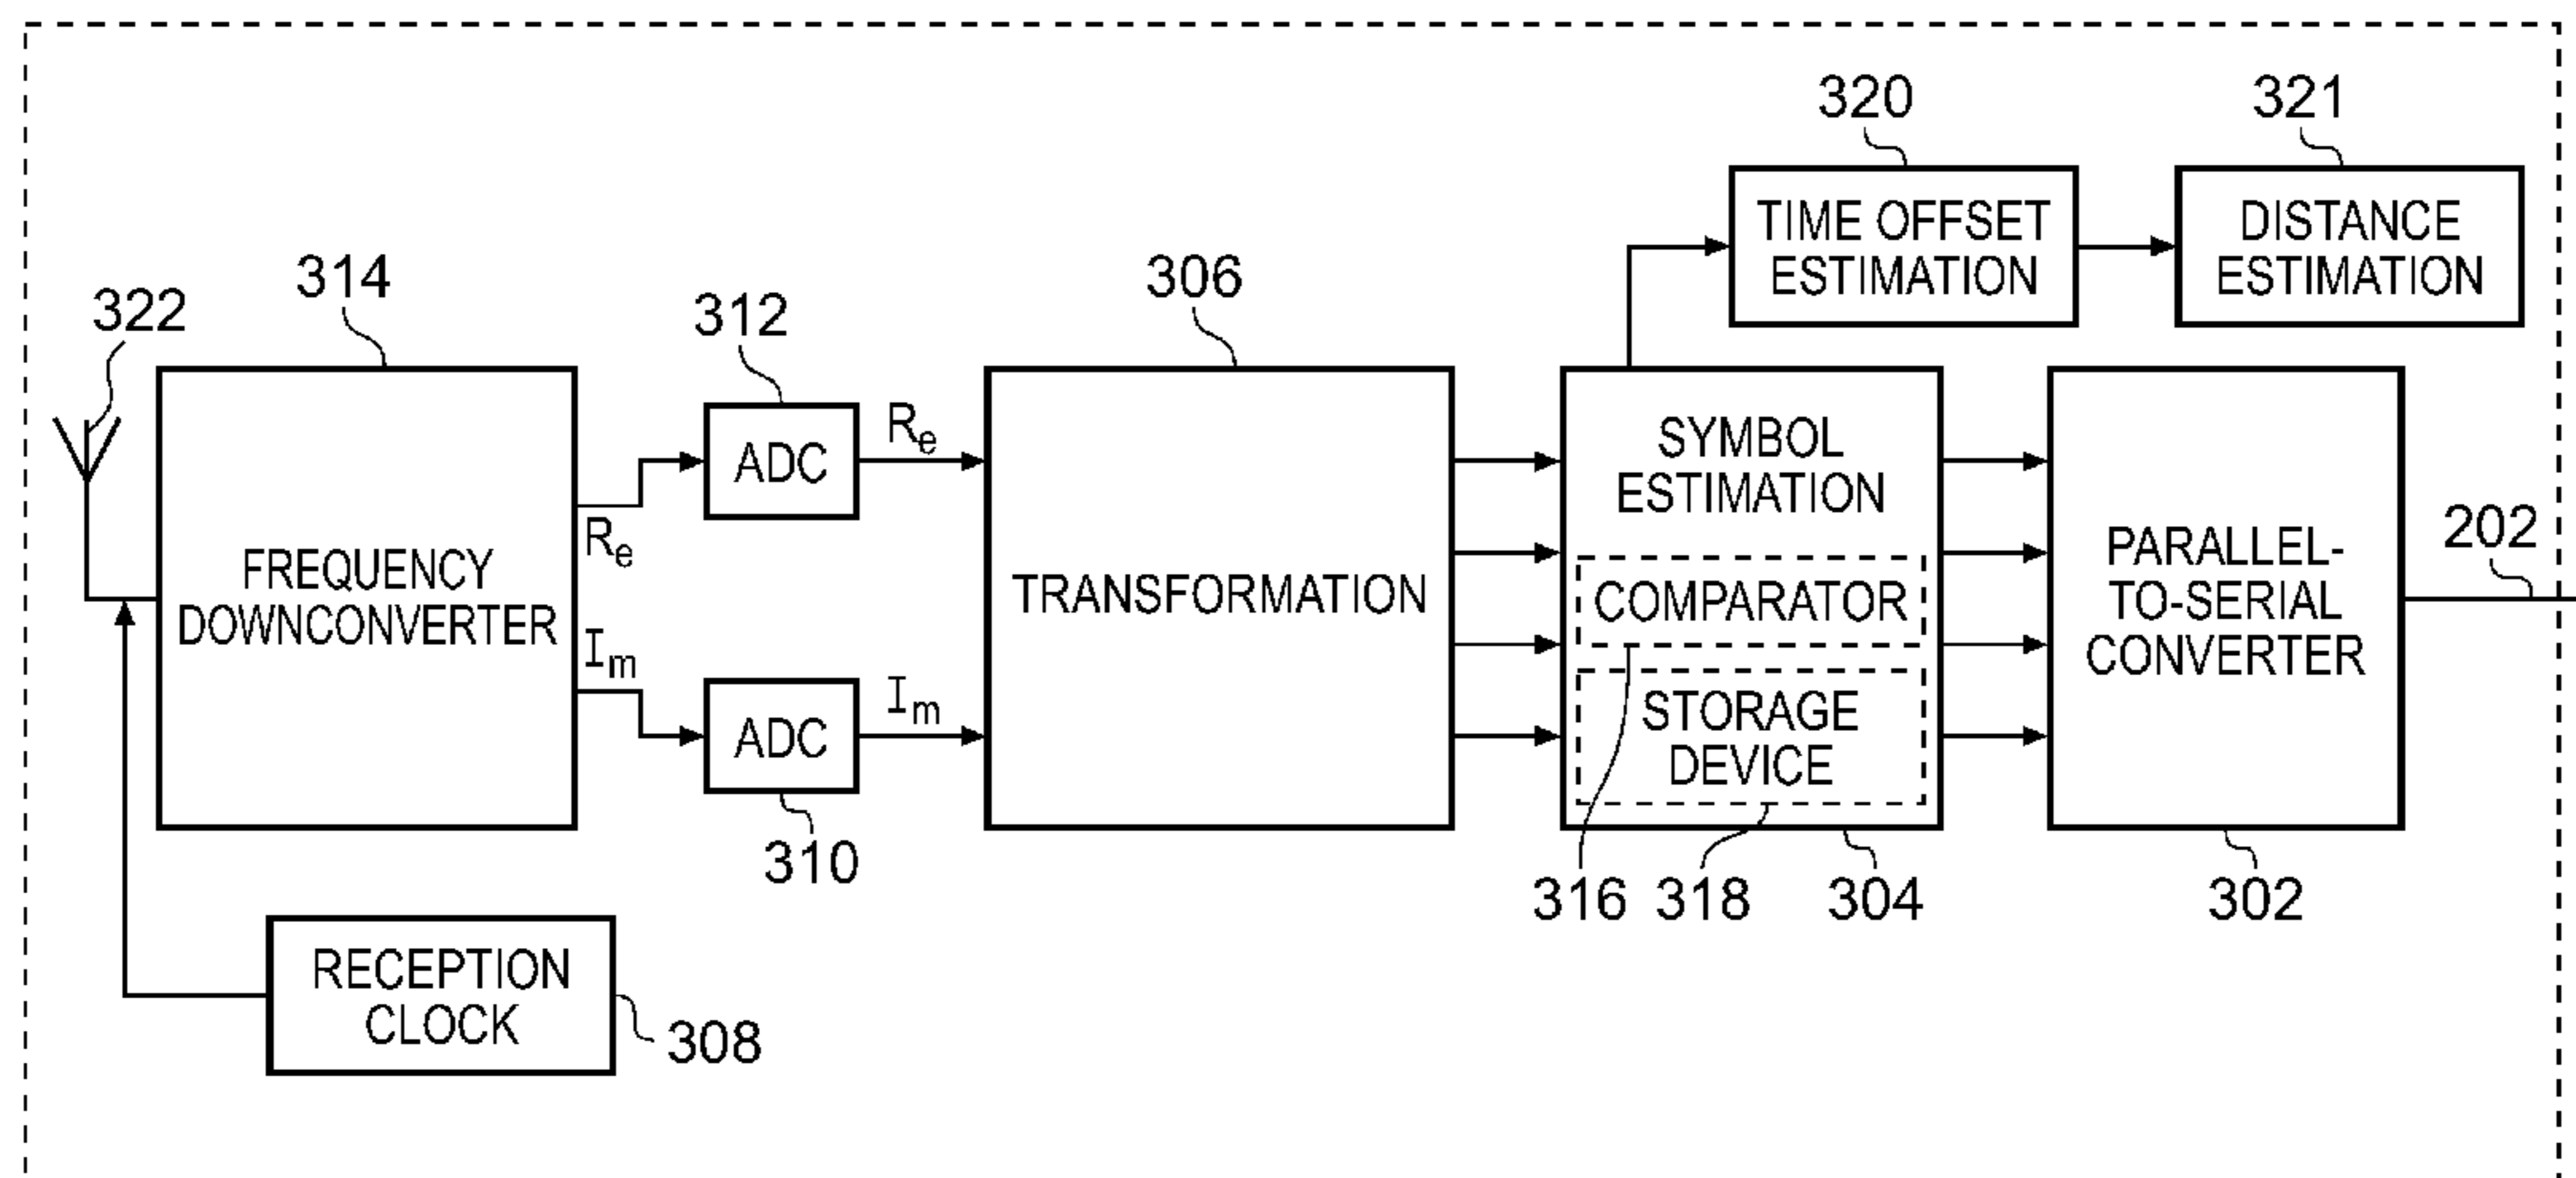 320
321
TIME OFFSET
ESTIMATION
DISTANCE
ESTIMATION
322
314
312
306
FREQUENCY
DOWNCONVERTER
Re
Im
ADC
Re
ADC
Im
310
TRANSFORMATION
SYMBOL
ESTIMATION
COMPARATOR
STORAGE
DEVICE
316
318
304
PARALLEL-
TO-SERIAL
CONVERTER
302
202
RECEPTION
CLOCK
308